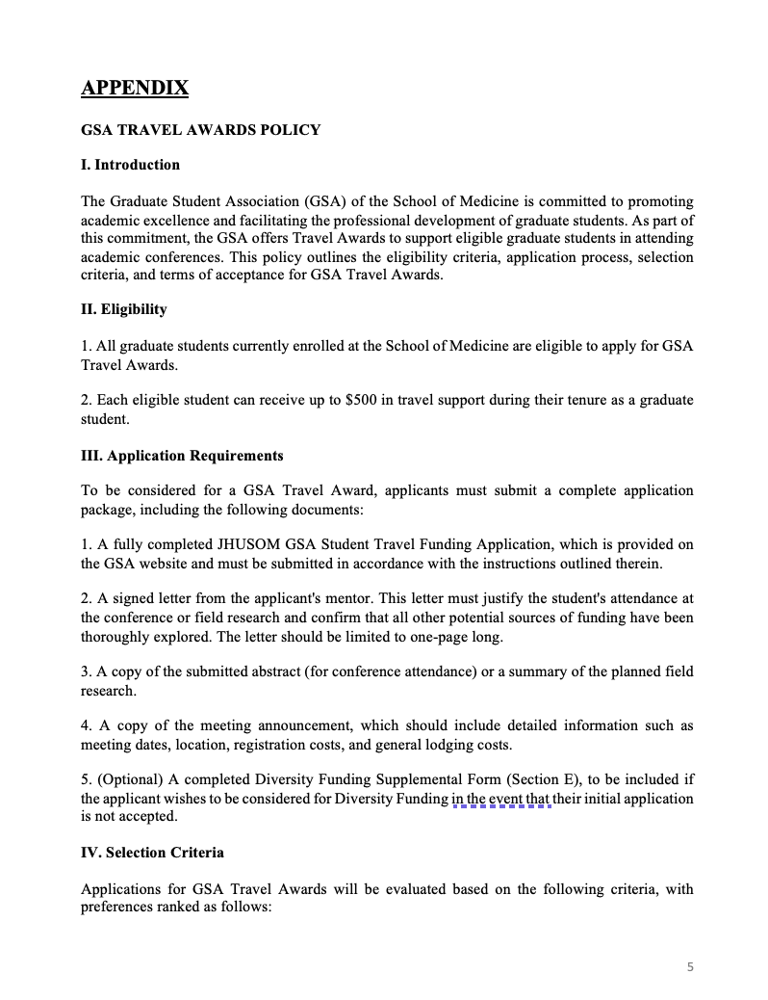 APPENDIX
GSA TRAVEL AWARDS POLICY
I. Introduction
The Graduate Student Association (GSA) of the School of Medicine is committed to promoting
academic excellence and facilitating the professional development of graduate students. As part of
this commitment, the GSA offers Travel Awards to support eligible graduate students in attending
academic conferences. This policy outlines the eligibility criteria, application process, selection
criteria, and terms of acceptance for GSA Travel Awards.
II. Eligibility
1. All graduate students currently enrolled at the School of Medicine are eligible to apply for GSA
Travel Awards.
2. Each eligible student can receive up to $500 in travel support during their tenure as a graduate
student.
III. Application Requirements
To be considered for a GSA Travel Award, applicants must submit a complete application
package, including the following documents:
1. A fully completed JHUSOM GSA Student Travel Funding Application, which is provided on
the GSA website and must be submitted in accordance with the instructions outlined therein.
2. A signed letter from the applicant's mentor. This letter must justify the student's attendance at
the conference or field research and confirm that all other potential sources of funding have been
thoroughly explored. The letter should be limited to one-page long.
3. A copy of the submitted abstract (for conference attendance) or a summary of the planned field
research.
4. A copy of the meeting announcement, which should include detailed information such as
meeting dates, location, registration costs, and general lodging costs.
5. (Optional) A completed Diversity Funding Supplemental Form (Section E), to be included if
the applicant wishes to be considered for Diversity Funding in the event that their initial application
is not accepted.
IV. Selection Criteria
Applications for GSA Travel Awards will be evaluated based on the following criteria, with
preferences ranked as follows:
5